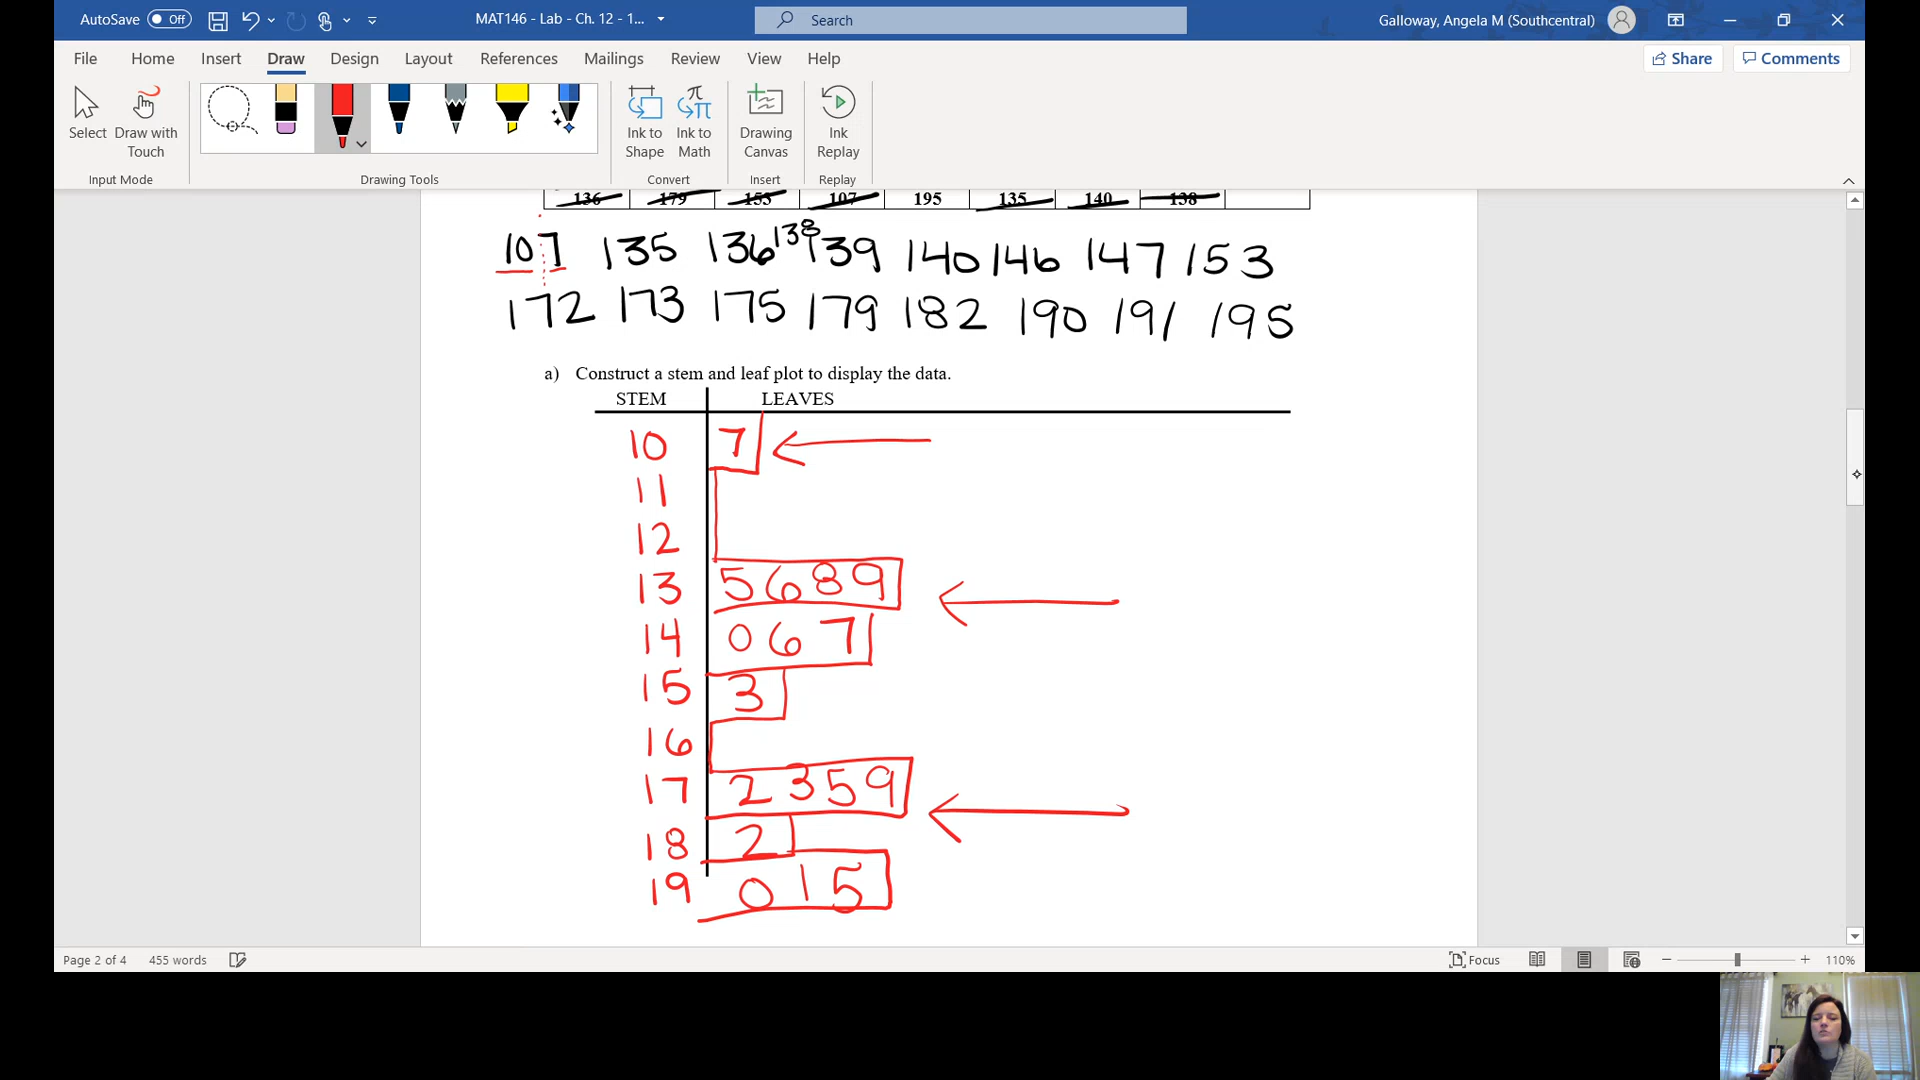 AutoSave Off MAT146 - Lab - Ch. 12 - 1... Search Galloway, Angela M (Southcentral)
File Home Insert Draw Design Layout References Mailings Review View Help Share Comments
Select Draw with Touch Ink to Shape Ink to Math Drawing Canvas Ink Replay
Input Mode Drawing Tools Convert Insert Replay
136 179 155 107 195 135 140 138
107 135 136 138 139 140 146 147 153
172 173 175 179 182 190 191 195
a) Construct a stem and leaf plot to display the data.
STEM LEAVES
10 7
11
12
13 5 6 8 9
14 0 6 7
15 3
16
17 2 3 5 9
18 2
19 0 1 5
Page 2 of 4 455 words Focus 110%